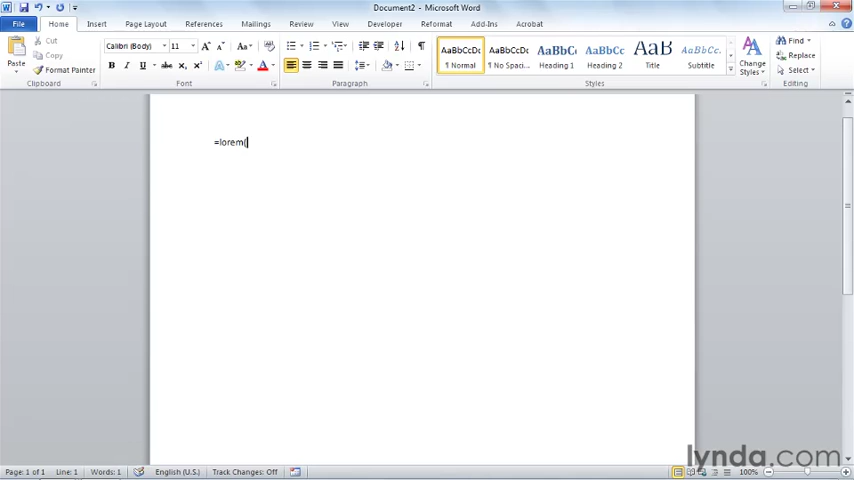 Document2 - Microsoft Word
File Home Insert Page Layout References Mailings Review View Developer Format Add-Ins Acrobat
Paste
Cut
Copy
Format Painter
Clipboard
Calibri (Body) 11
Font
Paragraph
AaBbCcDc AaBbCcDc AaBbC AaBbCc AaB AaBbCc.
¶ Normal ¶ No Spaci... Heading 1 Heading 2 Title Subtitle
Change Styles
Styles
Find
Replace
Select
Editing
=lorem(
lynda.com
Page: 1 of 1 Line: 1 Words: 1 English (U.S.) Track Changes: Off 100%